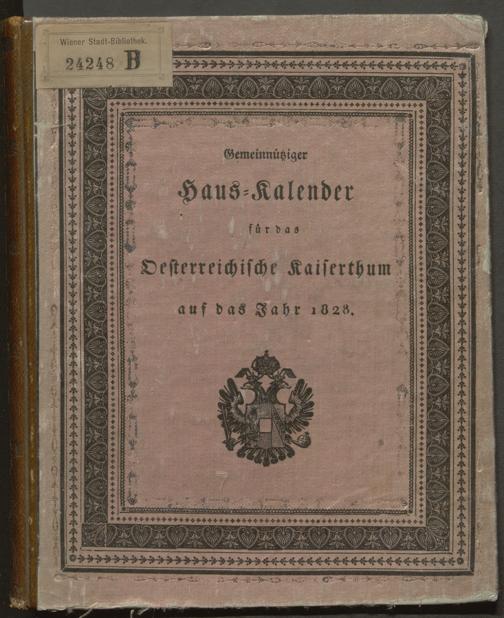 Wiener Stadt-Bibliothek.
24248 B
Gemeinnütziger
Haus-Kalender
für das
Oesterreichische Kaiserthum
auf das Jahr 1828.